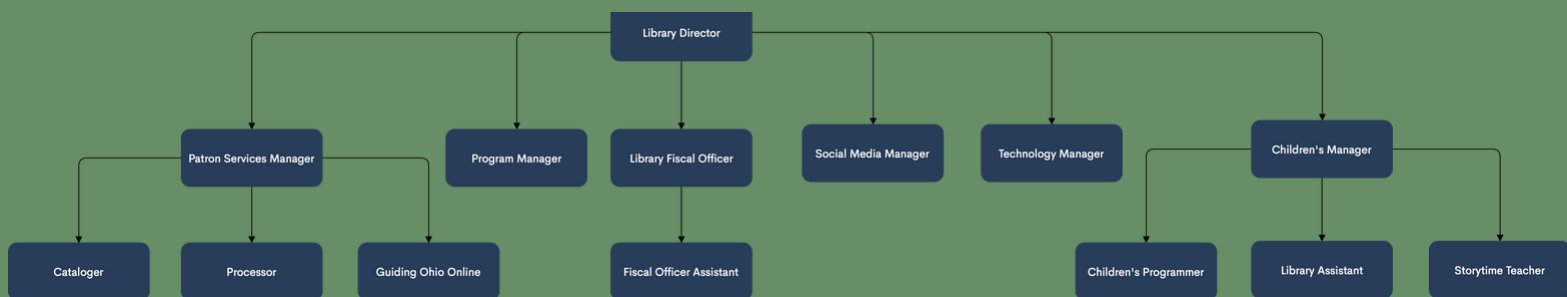 Library Director
Patron Services Manager
Program Manager
Library Fiscal Officer
Social Media Manager
Technology Manager
Children's Manager
Cataloger
Processor
Guiding Ohio Online
Fiscal Officer Assistant
Children's Programmer
Library Assistant
Storytime Teacher